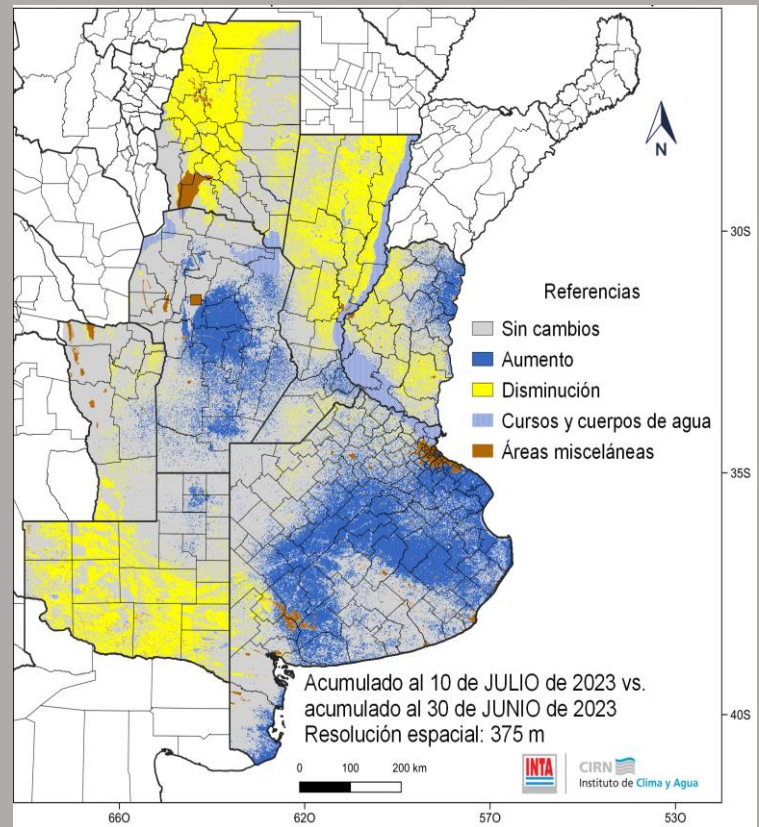 30S
N
Referencias
Sin cambios
Aumento
Disminución
Cursos y cuerpos de agua
Áreas misceláneas
35S
Acumulado al 10 de JULIO de 2023 vs.
acumulado al 30 de JUNIO de 2023
Resolución espacial: 375 m
40S
0 100 200 km
INTA
CIRN
Instituto de Clima y Agua
66O 62O 57O 53O